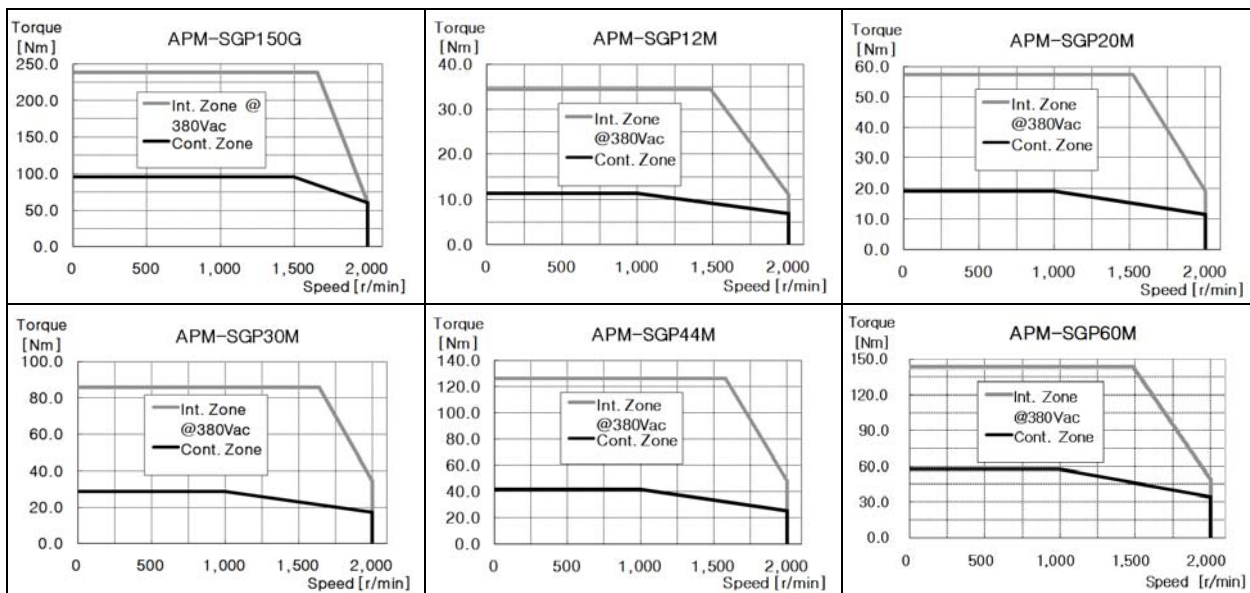 Torque
[Nm]
APM-SGP150G
250.0
200.0
150.0
100.0
50.0
0.0
Int. Zone @
380Vac
Cont. Zone
0 500 1,000 1,500 2,000
Speed [r/min]
Torque
[Nm]
APM-SGP12M
40.0
30.0
20.0
10.0
0.0
Int. Zone
@380Vac
Cont. Zone
0 500 1,000 1,500 2,000
Speed [r/min]
Torque
[Nm]
APM-SGP20M
60.0
50.0
40.0
30.0
20.0
10.0
0.0
Int. Zone
@380Vac
Cont. Zone
0 500 1,000 1,500 2,000
Speed [r/min]
Torque
[Nm]
APM-SGP30M
100.0
80.0
60.0
40.0
20.0
0.0
Int. Zone
@380Vac
Cont. Zone
0 500 1,000 1,500 2,000
Speed [r/min]
Torque
[Nm]
APM-SGP44M
140.0
120.0
100.0
80.0
60.0
40.0
20.0
0.0
Int. Zone
@380Vac
Cont. Zone
0 500 1,000 1,500 2,000
Speed [r/min]
Torque
[Nm]
APM-SGP60M
150.0
120.0
90.0
60.0
30.0
0.0
Int. Zone
@380Vac
Cont. Zone
0 500 1,000 1,500 2,000
Speed [r/min]